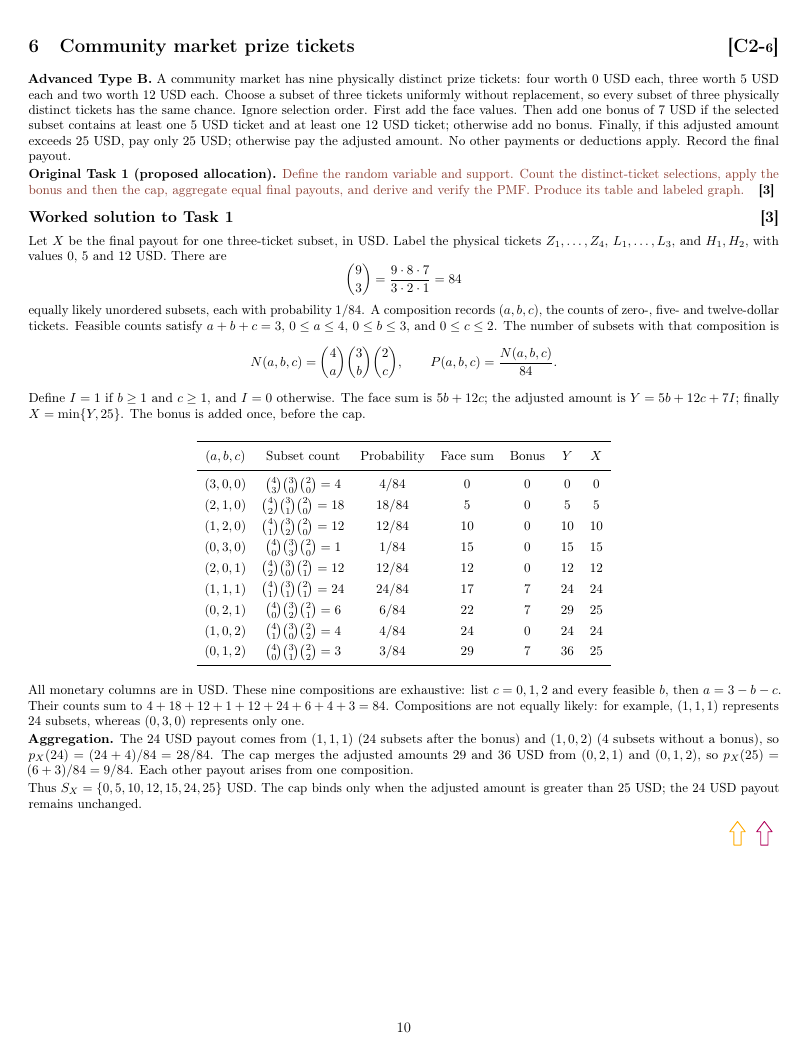 6 Community market prize tickets [C2-6]
Advanced Type B. A community market has nine physically distinct prize tickets: four worth 0 USD each, three worth 5 USD
each and two worth 12 USD each. Choose a subset of three tickets uniformly without replacement, so every subset of three physically
distinct tickets has the same chance. Ignore selection order. First add the face values. Then add one bonus of 7 USD if the selected
subset contains at least one 5 USD ticket and at least one 12 USD ticket; otherwise add no bonus. Finally, if this adjusted amount
exceeds 25 USD, pay only 25 USD; otherwise pay the adjusted amount. No other payments or deductions apply. Record the final
payout.
Original Task 1 (proposed allocation). Define the random variable and support. Count the distinct-ticket selections, apply the
bonus and then the cap, aggregate equal final payouts, and derive and verify the PMF. Produce its table and labeled graph. [3]
Worked solution to Task 1 [3]
Let X be the final payout for one three-ticket subset, in USD. Label the physical tickets Z₁, . . . , Z₄, L₁, . . . , L₃, and H₁, H₂, with
values 0, 5 and 12 USD. There are
(9 3) = 9 · 8 · 7 / 3 · 2 · 1 = 84
equally likely unordered subsets, each with probability 1/84. A composition records (a, b, c), the counts of zero-, five- and twelve-dollar
tickets. Feasible counts satisfy a + b + c = 3, 0 ≤ a ≤ 4, 0 ≤ b ≤ 3, and 0 ≤ c ≤ 2. The number of subsets with that composition is
N(a, b, c) = (4 a)(3 b)(2 c), P(a, b, c) = N(a, b, c) / 84.
Define I = 1 if b ≥ 1 and c ≥ 1, and I = 0 otherwise. The face sum is 5b + 12c; the adjusted amount is Y = 5b + 12c + 7I; finally
X = min{Y, 25}. The bonus is added once, before the cap.
(a, b, c) Subset count Probability Face sum Bonus Y X
(3, 0, 0) (4 3)(3 0)(2 0) = 4 4/84 0 0 0 0
(2, 1, 0) (4 2)(3 1)(2 0) = 18 18/84 5 0 5 5
(1, 2, 0) (4 1)(3 2)(2 0) = 12 12/84 10 0 10 10
(0, 3, 0) (4 0)(3 3)(2 0) = 1 1/84 15 0 15 15
(2, 0, 1) (4 2)(3 0)(2 1) = 12 12/84 12 0 12 12
(1, 1, 1) (4 1)(3 1)(2 1) = 24 24/84 17 7 24 24
(0, 2, 1) (4 0)(3 2)(2 1) = 6 6/84 22 7 29 25
(1, 0, 2) (4 1)(3 0)(2 2) = 4 4/84 24 0 24 24
(0, 1, 2) (4 0)(3 1)(2 2) = 3 3/84 29 7 36 25
All monetary columns are in USD. These nine compositions are exhaustive: list c = 0, 1, 2 and every feasible b, then a = 3 − b − c.
Their counts sum to 4 + 18 + 12 + 1 + 12 + 24 + 6 + 4 + 3 = 84. Compositions are not equally likely: for example, (1, 1, 1) represents
24 subsets, whereas (0, 3, 0) represents only one.
Aggregation. The 24 USD payout comes from (1, 1, 1) (24 subsets after the bonus) and (1, 0, 2) (4 subsets without a bonus), so
p_X(24) = (24 + 4)/84 = 28/84. The cap merges the adjusted amounts 29 and 36 USD from (0, 2, 1) and (0, 1, 2), so p_X(25) =
(6 + 3)/84 = 9/84. Each other payout arises from one composition.
Thus S_X = {0, 5, 10, 12, 15, 24, 25} USD. The cap binds only when the adjusted amount is greater than 25 USD; the 24 USD payout
remains unchanged.
10